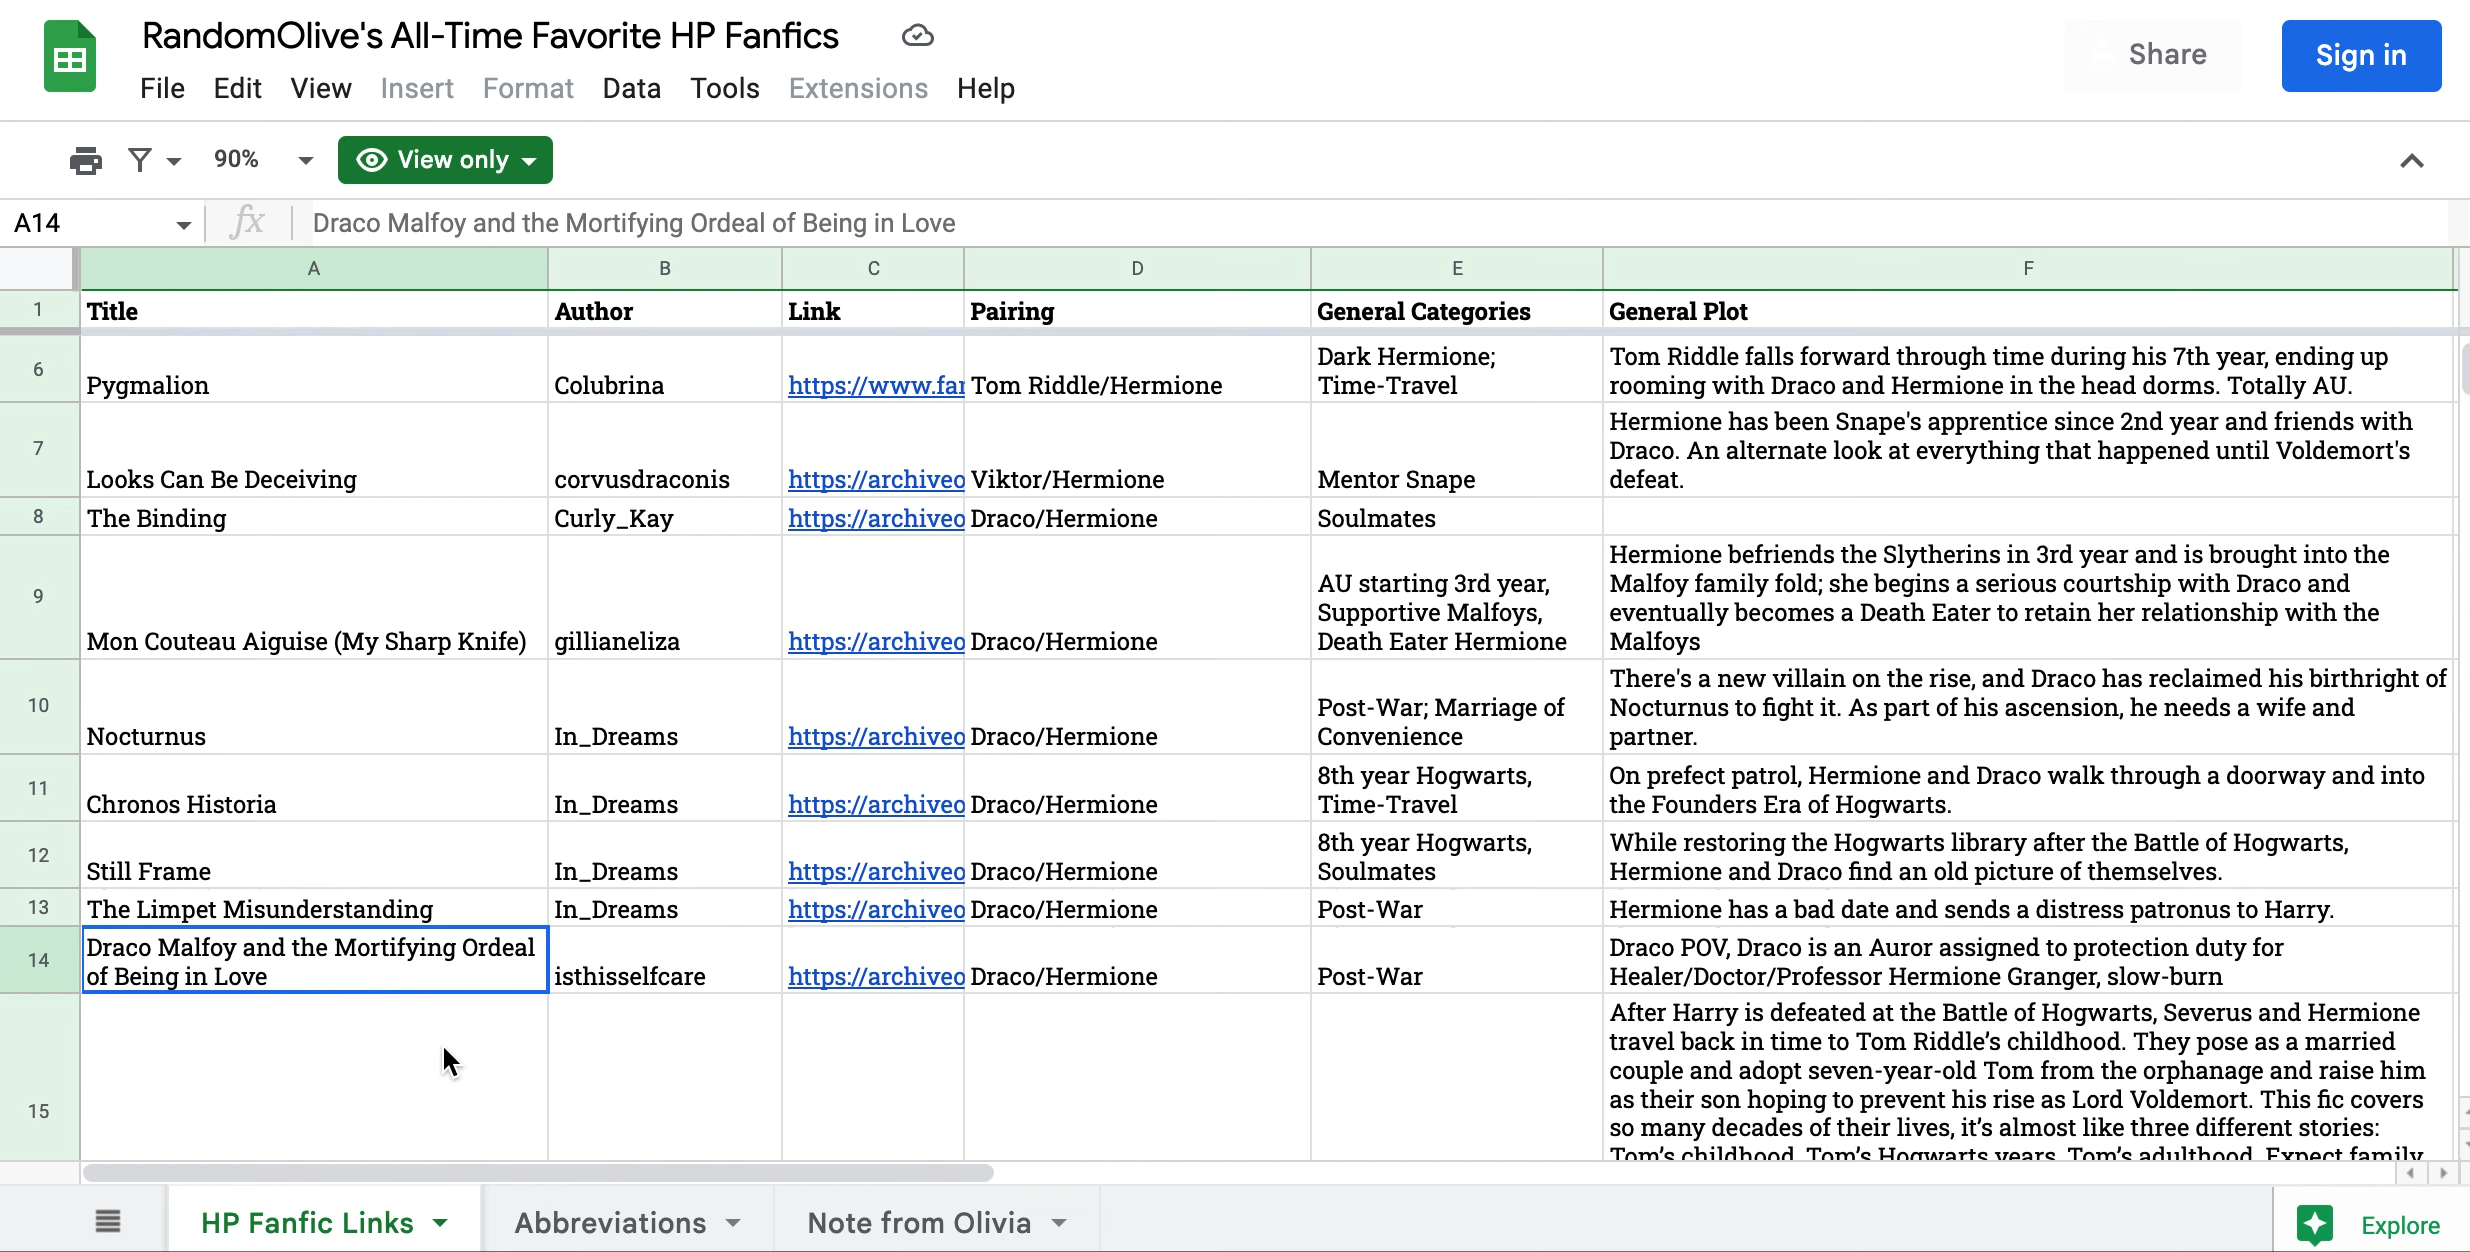 RandomOlive's All-Time Favorite HP Fanfics
File Edit View Insert Format Data Tools Extensions Help
Share
Sign in
90%
View only
A14
fx
Draco Malfoy and the Mortifying Ordeal of Being in Love
A B C D E F
1 Title Author Link Pairing General Categories General Plot
6
Pygmalion
Colubrina
https://www.fan
Tom Riddle/Hermione
Dark Hermione;
Time-Travel
Tom Riddle falls forward through time during his 7th year, ending up
rooming with Draco and Hermione in the head dorms. Totally AU.
7
Looks Can Be Deceiving
corvusdraconis
https://archiveo
Viktor/Hermione
Mentor Snape
Hermione has been Snape's apprentice since 2nd year and friends with
Draco. An alternate look at everything that happened until Voldemort's
defeat.
8
The Binding
Curly_Kay
https://archiveo
Draco/Hermione
Soulmates
9
Mon Couteau Aiguise (My Sharp Knife)
gillianeliza
https://archiveo
Draco/Hermione
AU starting 3rd year,
Supportive Malfoys,
Death Eater Hermione
Hermione befriends the Slytherins in 3rd year and is brought into the
Malfoy family fold; she begins a serious courtship with Draco and
eventually becomes a Death Eater to retain her relationship with the
Malfoys
10
Nocturnus
In_Dreams
https://archiveo
Draco/Hermione
Post-War; Marriage of
Convenience
There's a new villain on the rise, and Draco has reclaimed his birthright of
Nocturnus to fight it. As part of his ascension, he needs a wife and
partner.
11
Chronos Historia
In_Dreams
https://archiveo
Draco/Hermione
8th year Hogwarts,
Time-Travel
On prefect patrol, Hermione and Draco walk through a doorway and into
the Founders Era of Hogwarts.
12
Still Frame
In_Dreams
https://archiveo
Draco/Hermione
8th year Hogwarts,
Soulmates
While restoring the Hogwarts library after the Battle of Hogwarts,
Hermione and Draco find an old picture of themselves.
13
The Limpet Misunderstanding
In_Dreams
https://archiveo
Draco/Hermione
Post-War
Hermione has a bad date and sends a distress patronus to Harry.
14
Draco Malfoy and the Mortifying Ordeal
of Being in Love
isthisselfcare
https://archiveo
Draco/Hermione
Post-War
Draco POV, Draco is an Auror assigned to protection duty for
Healer/Doctor/Professor Hermione Granger, slow-burn
15
After Harry is defeated at the Battle of Hogwarts, Severus and Hermione
travel back in time to Tom Riddle’s childhood. They pose as a married
couple and adopt seven-year-old Tom from the orphanage and raise him
as their son hoping to prevent his rise as Lord Voldemort. This fic covers
so many decades of their lives, it’s almost like three different stories:
Tom’s childhood, Tom’s Hogwarts years, Tom’s adulthood. Expect family
HP Fanfic Links
Abbreviations
Note from Olivia
Explore